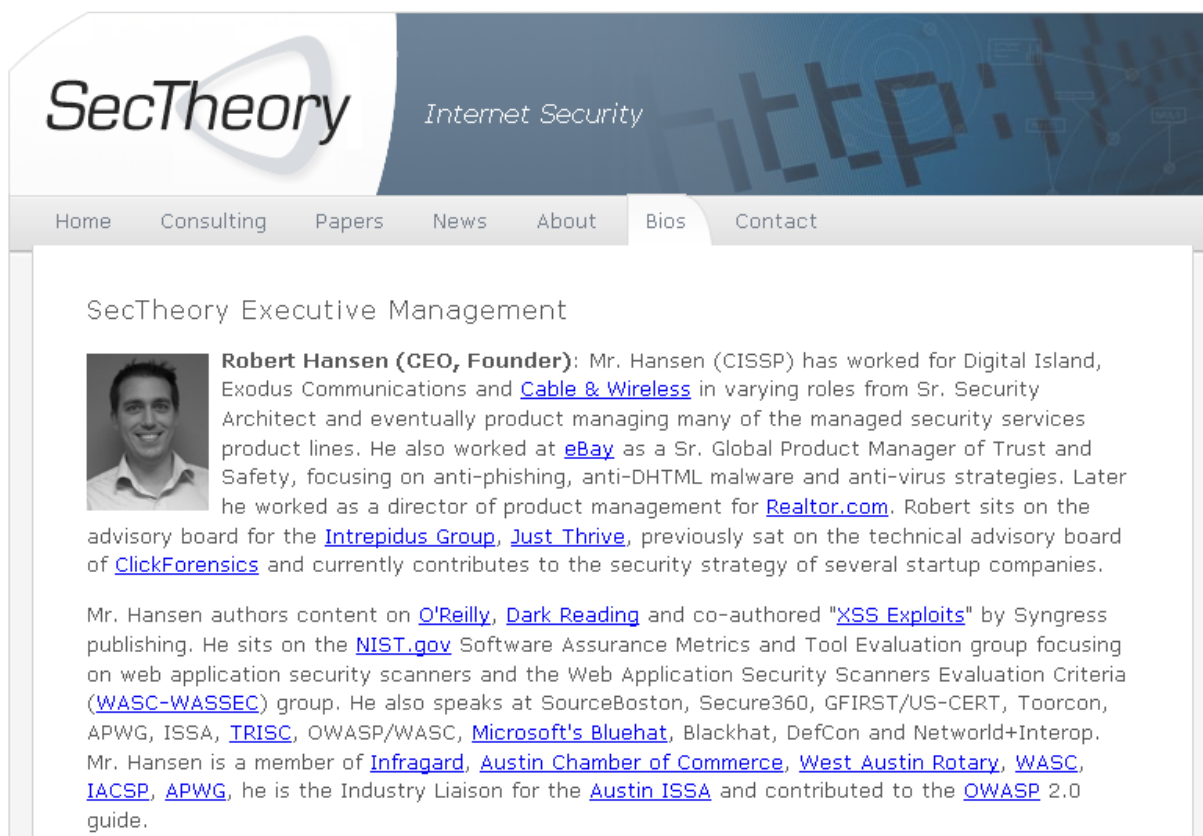 SecTheory
Internet Security
http://
Home Consulting Papers News About Bios Contact
SecTheory Executive Management
Robert Hansen (CEO, Founder): Mr. Hansen (CISSP) has worked for Digital Island,
Exodus Communications and Cable & Wireless in varying roles from Sr. Security
Architect and eventually product managing many of the managed security services
product lines. He also worked at eBay as a Sr. Global Product Manager of Trust and
Safety, focusing on anti-phishing, anti-DHTML malware and anti-virus strategies. Later
he worked as a director of product management for Realtor.com. Robert sits on the
advisory board for the Intrepidus Group, Just Thrive, previously sat on the technical advisory board
of ClickForensics and currently contributes to the security strategy of several startup companies.
Mr. Hansen authors content on O'Reilly, Dark Reading and co-authored "XSS Exploits" by Syngress
publishing. He sits on the NIST.gov Software Assurance Metrics and Tool Evaluation group focusing
on web application security scanners and the Web Application Security Scanners Evaluation Criteria
(WASC-WASSEC) group. He also speaks at SourceBoston, Secure360, GFIRST/US-CERT, Toorcon,
APWG, ISSA, TRISC, OWASP/WASC, Microsoft's Bluehat, Blackhat, DefCon and Networld+Interop.
Mr. Hansen is a member of Infragard, Austin Chamber of Commerce, West Austin Rotary, WASC,
IACSP, APWG, he is the Industry Liaison for the Austin ISSA and contributed to the OWASP 2.0
guide.